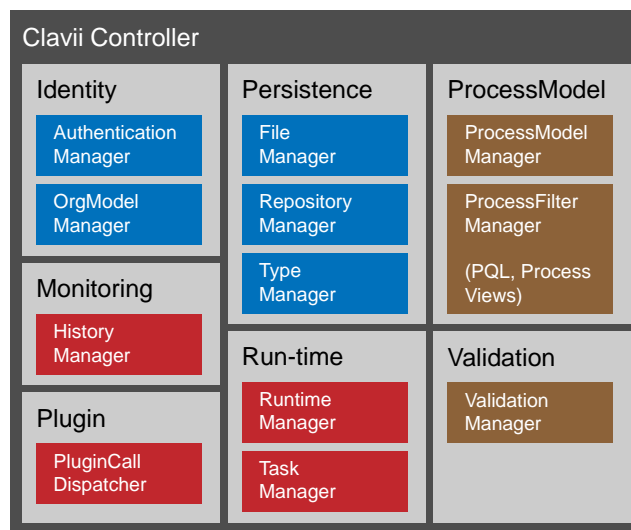 Clavii Controller
Identity
Authentication
Manager
OrgModel
Manager
Monitoring
History
Manager
Plugin
PluginCall
Dispatcher
Persistence
File
Manager
Repository
Manager
Type
Manager
Run-time
Runtime
Manager
Task
Manager
ProcessModel
ProcessModel
Manager
ProcessFilter
Manager
(PQL, Process
Views)
Validation
Validation
Manager